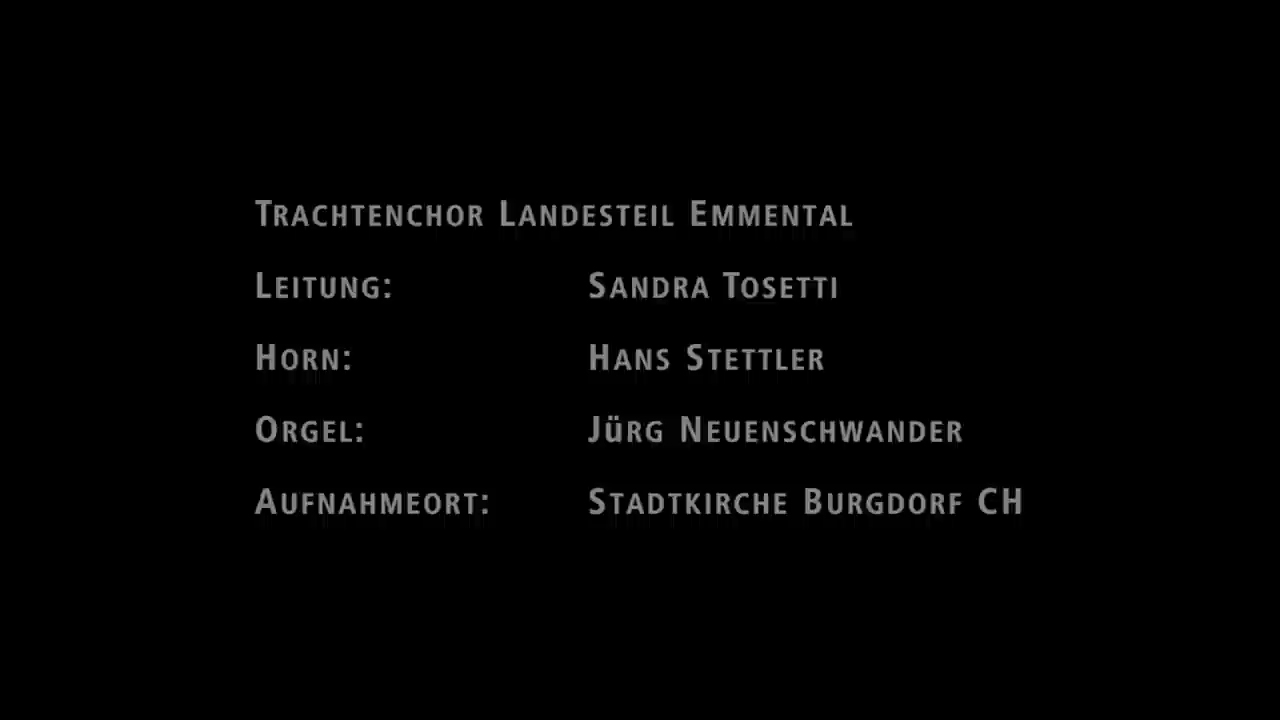 Trachtenchor Landesteil Emmental
Leitung: Sandra Tosetti
Horn: Hans Stettler
Orgel: Jürg Neuenschwander
Aufnahmeort: Stadtkirche Burgdorf CH